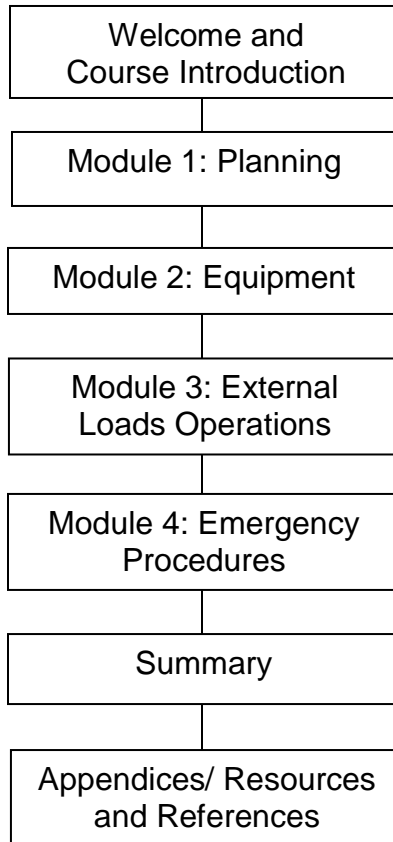 Welcome and
Course Introduction
Module 1: Planning
Module 2: Equipment
Module 3: External
Loads Operations
Module 4: Emergency
Procedures
Summary
Appendices/ Resources
and References